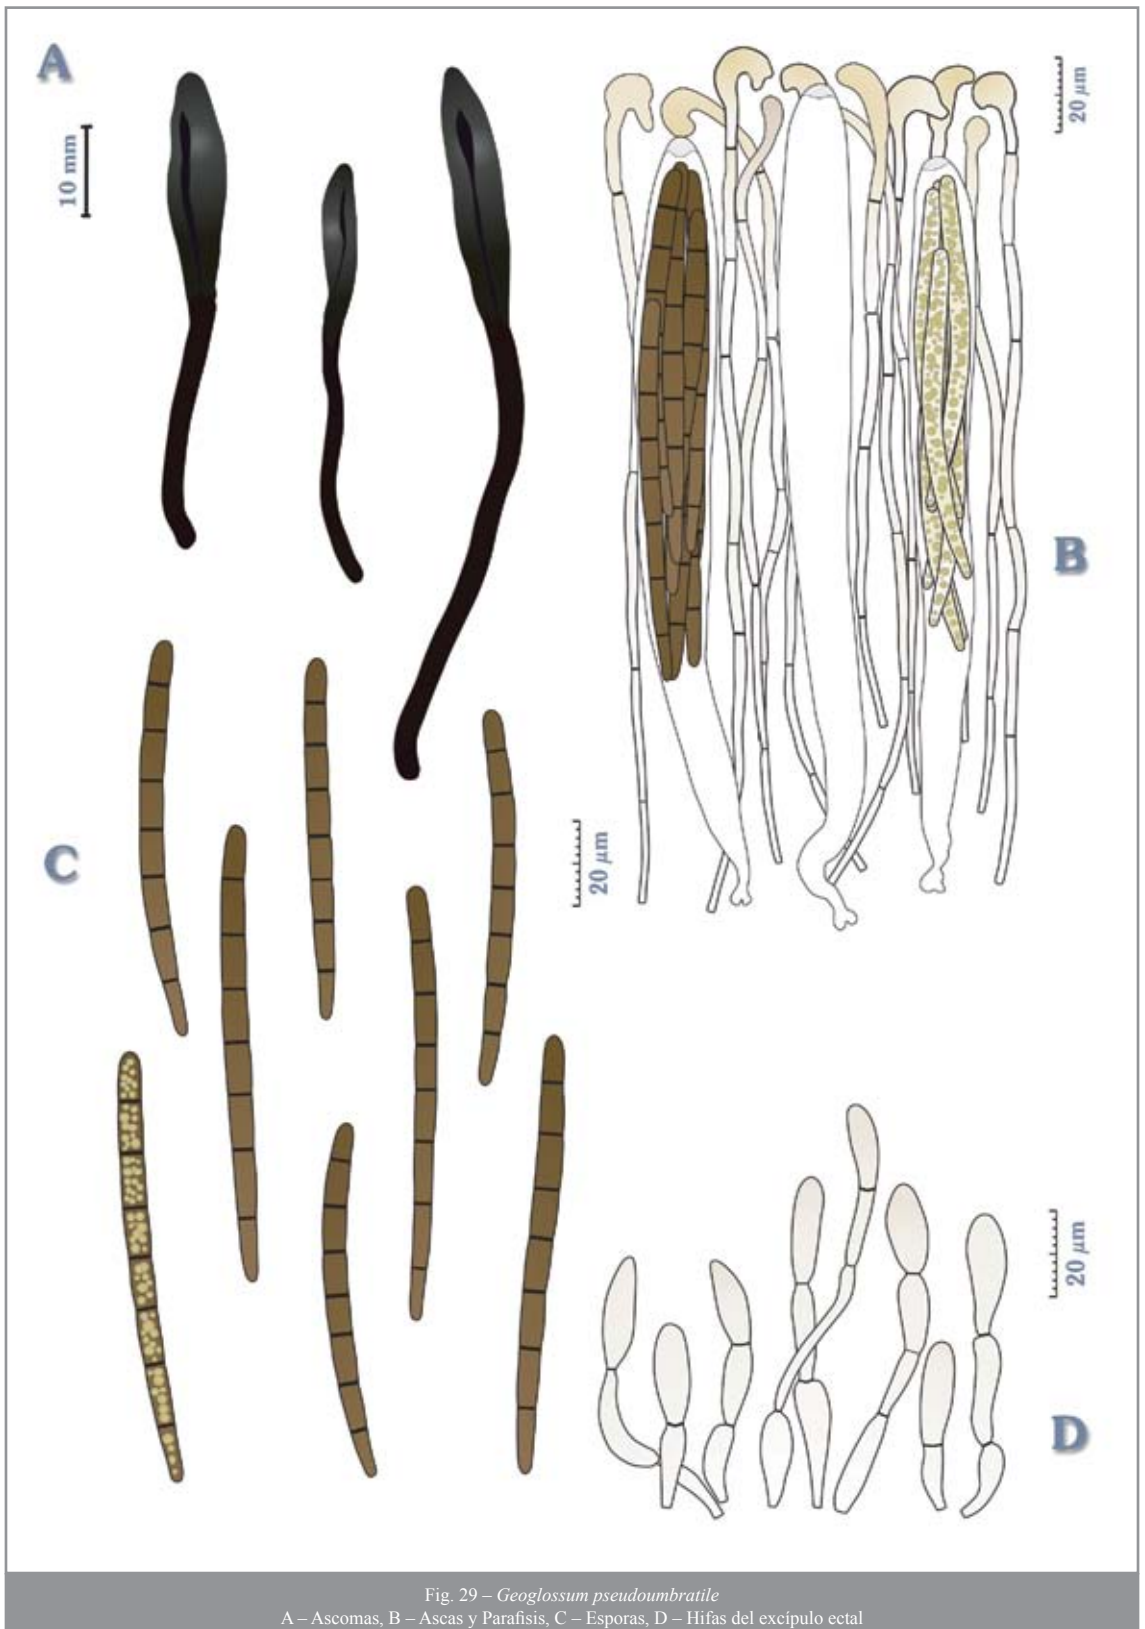 A
10 mm
20 µm
B
C
20 µm
20 µm
D
Fig. 29 – Geoglossum pseudoumbratile
A – Ascomas, B – Ascas y Parafisis, C – Esporas, D – Hifas del excípulo ectal